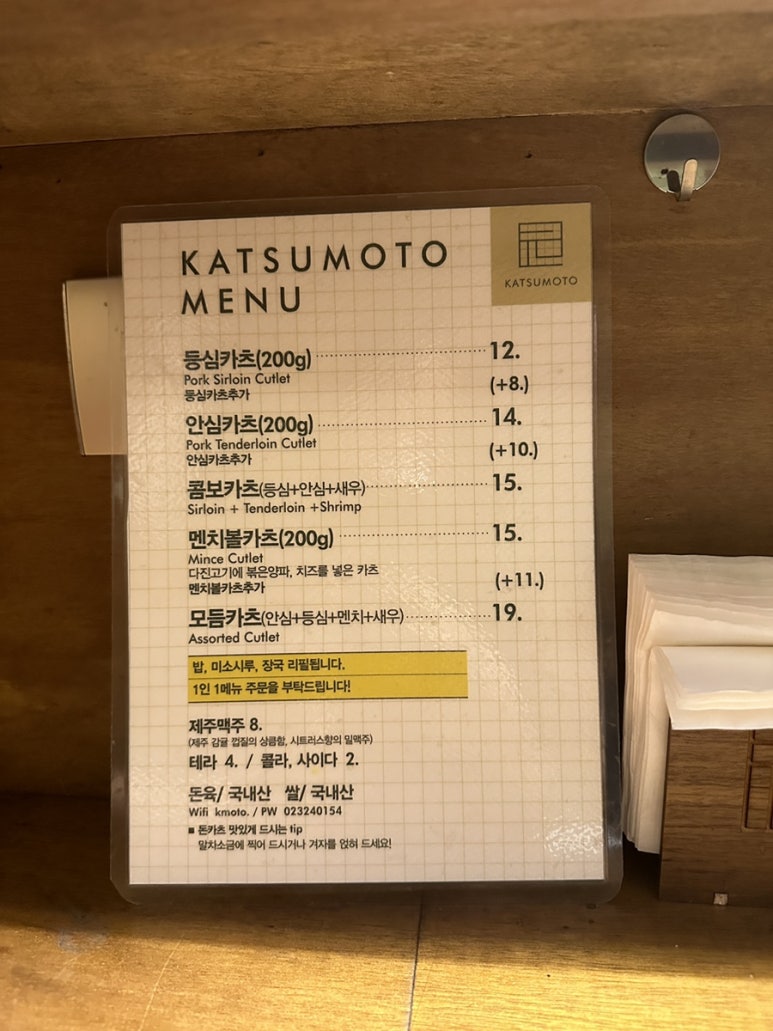 KATSUMOTO
MENU
KATSUMOTO
등심카츠(200g) 12.
Pork Sirloin Cutlet (+8.)
등심카츠추가
안심카츠(200g) 14.
Pork Tenderloin Cutlet (+10.)
안심카츠추가
콤보카츠(등심+안심+새우) 15.
Sirloin + Tenderloin +Shrimp
멘치볼카츠(200g) 15.
Mince Cutlet
다진고기에 볶은양파, 치즈를 넣은 카츠
멘치볼카츠추가 (+11.)
모둠카츠(안심+등심+멘치+새우) 19.
Assorted Cutlet
밥, 미소시루, 장국 리필됩니다.
1인 1메뉴 주문을 부탁드립니다!
제주맥주 8.
(제주 감귤 껍질의 상큼함, 시트러스향의 밀맥주)
테라 4. / 콜라, 사이다 2.
돈육/ 국내산 쌀/ 국내산
Wifi kmoto. / PW 023240154
■ 돈카츠 맛있게 드시는 tip
말차소금에 찍어 드시거나 겨자를 얹혀 드세요!